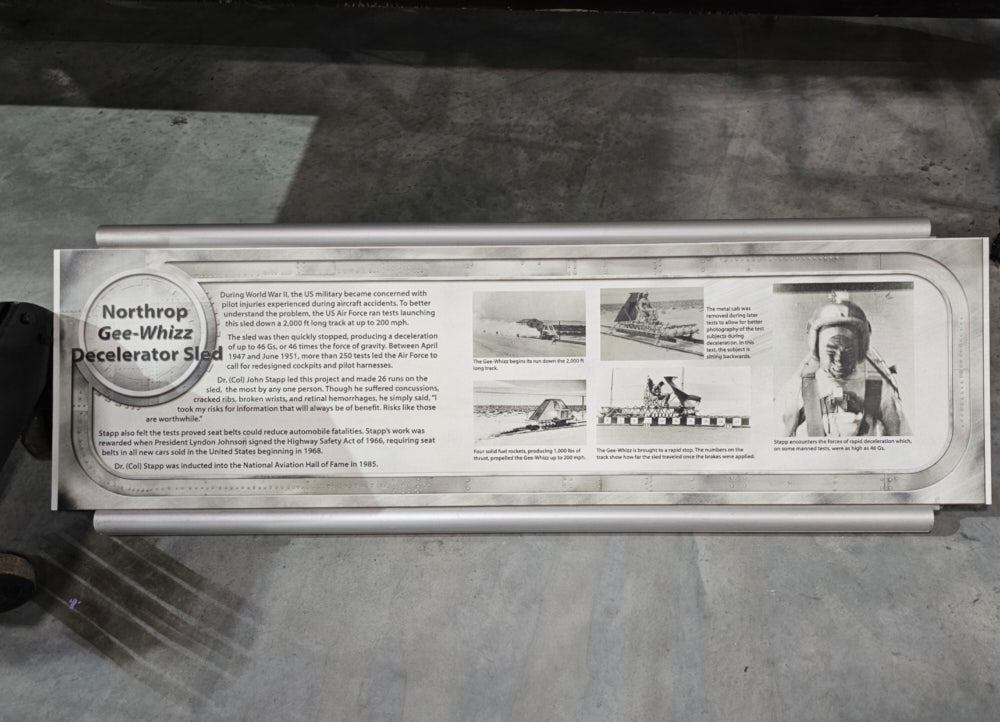 Northrop
Gee-Whizz
Decelerator Sled
During World War II, the US military became concerned with
pilot injuries experienced during aircraft accidents. To better
understand the problem, the US Air Force ran tests launching
this sled down a 2,000 ft long track at up to 200 mph.
The sled was then quickly stopped, producing a deceleration
of up to 46 Gs, or 46 times the force of gravity. Between April
1947 and June 1951, more than 250 tests led the Air Force to
call for redesigned cockpits and pilot harnesses.
Dr. (Col) John Stapp led this project and made 26 runs on the
sled, the most by any one person. Though he suffered concussions,
cracked ribs, broken wrists, and retinal hemorrhages, he simply said, “I
took my risks for information that will always be of benefit. Risks like those
are worthwhile.”
Stapp also felt the tests proved seat belts could reduce automobile fatalities. Stapp's work was
rewarded when President Lyndon Johnson signed the Highway Safety Act of 1966, requiring seat
belts in all new cars sold in the United States beginning in 1968.
Dr. (Col) Stapp was inducted into the National Aviation Hall of Fame in 1985.
The Gee-Whizz begins its run down the 2,000 ft
long track.
The metal cab was
removed during later
tests to allow for better
photography of the test
subjects during
deceleration. In this
test, the subject is
sitting backwards.
Four solid fuel rockets, producing 1,000 lbs of
thrust, propelled the Gee-Whizz up to 200 mph.
The Gee-Whizz is brought to a rapid stop. The numbers on the
track show how far the sled traveled once the brakes were applied.
Stapp encounters the forces of rapid deceleration which,
on some manned tests, were as high as 46 Gs.